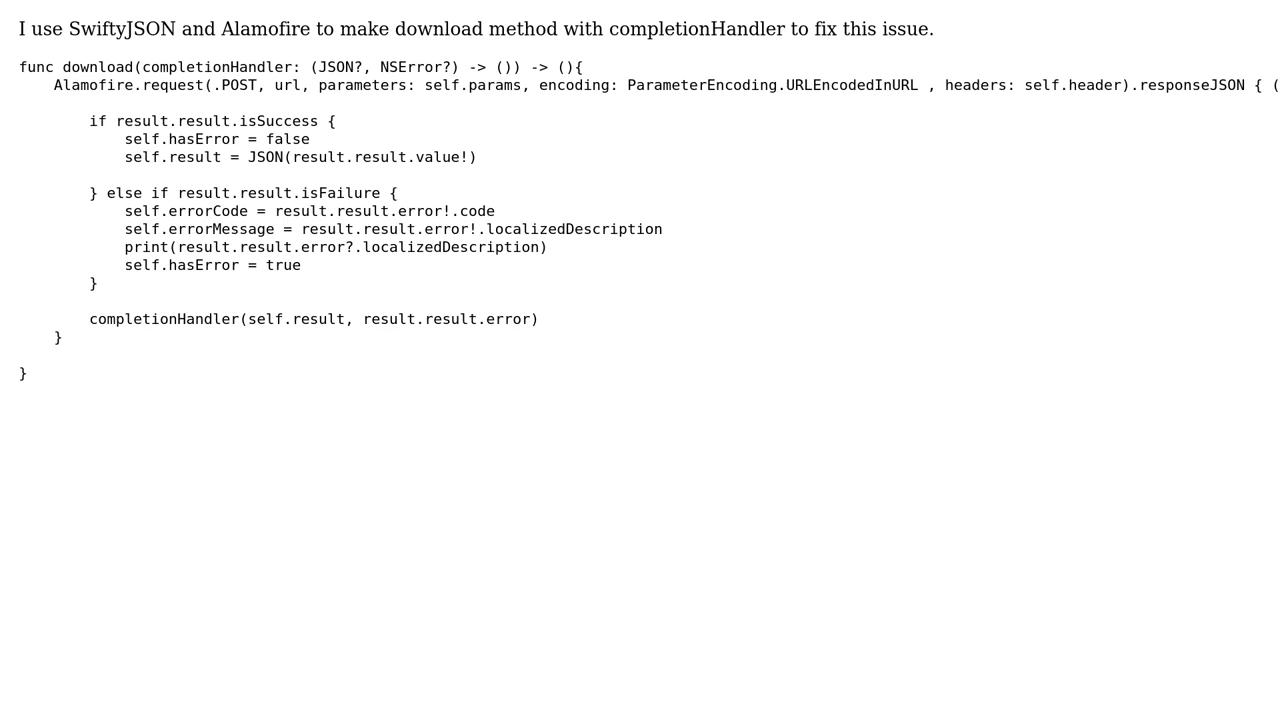 I use SwiftyJSON and Alamofire to make download method with completionHandler to fix this issue.
func download(completionHandler: (JSON?, NSError?) -> ()) -> (){
    Alamofire.request(.POST, url, parameters: self.params, encoding: ParameterEncoding.URLEncodedInURL , headers: self.header).responseJSON { (
        if result.result.isSuccess {
            self.hasError = false
            self.result = JSON(result.result.value!)
        } else if result.result.isFailure {
            self.errorCode = result.result.error!.code
            self.errorMessage = result.result.error!.localizedDescription
            print(result.result.error?.localizedDescription)
            self.hasError = true
        }
        completionHandler(self.result, result.result.error)
    }
}